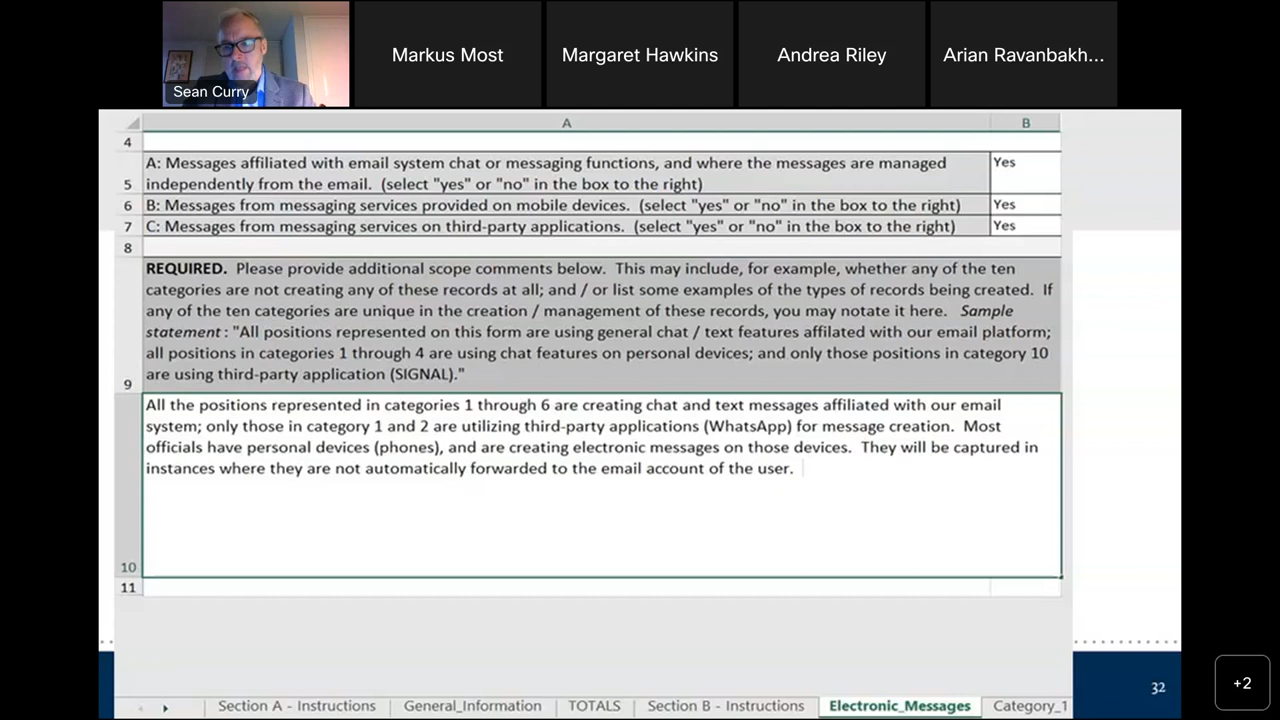 Sean Curry
Markus Most
Margaret Hawkins
Andrea Riley
Arian Ravanbakh...
A
B
4
A: Messages affiliated with email system chat or messaging functions, and where the messages are managed
independently from the email.  (select "yes" or "no" in the box to the right)
Yes
5
B: Messages from messaging services provided on mobile devices.  (select "yes" or "no" in the box to the right)
Yes
6
C: Messages from messaging services on third-party applications.  (select "yes" or "no" in the box to the right)
Yes
7
8
REQUIRED.  Please provide additional scope comments below.  This may include, for example, whether any of the ten
categories are not creating any of these records at all; and / or list some examples of the types of records being created.  If
any of the ten categories are unique in the creation / management of these records, you may notate it here.   Sample
statement : "All positions represented on this form are using general chat / text features affilated with our email platform;
all positions in categories 1 through 4 are using chat features on personal devices; and only those positions in category 10
are using third-party application (SIGNAL)."
9
All the positions represented in categories 1 through 6 are creating chat and text messages affiliated with our email
system; only those in category 1 and 2 are utilizing third-party applications (WhatsApp) for message creation.  Most
officials have personal devices (phones), and are creating electronic messages on those devices.  They will be captured in
instances where they are not automatically forwarded to the email account of the user.
10
11
32
+2
Section A - Instructions
General_Information
TOTALS
Section B - Instructions
Electronic_Messages
Category_1